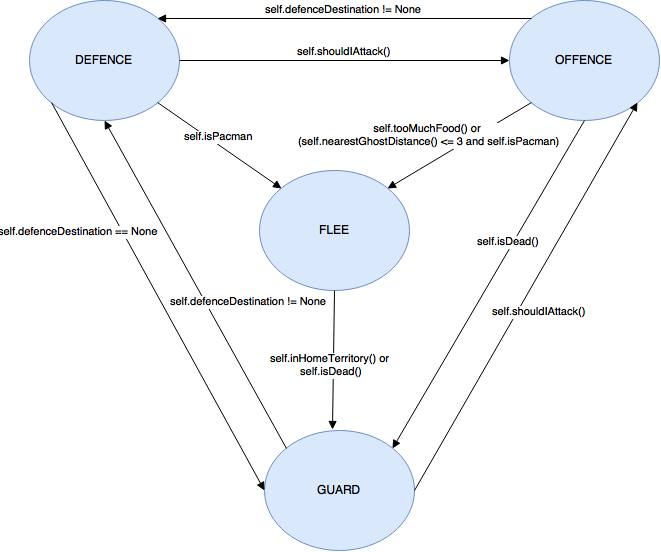 self.defenceDestination != None
DEFENCE
self.shouldIAttack()
OFFENCE
self.isPacman
self.tooMuchFood() or
(self.nearestGhostDistance() <= 3 and self.isPacman)
FLEE
self.defenceDestination == None
self.isDead()
self.defenceDestination != None
self.shouldIAttack()
self.inHomeTerritory() or
self.isDead()
GUARD